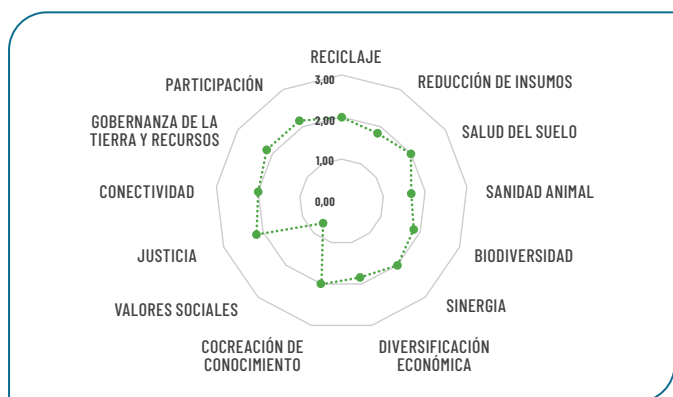 RECICLAJE
REDUCCIÓN DE INSUMOS
SALUD DEL SUELO
SANIDAD ANIMAL
BIODIVERSIDAD
SINERGIA
DIVERSIFICACIÓN
ECONÓMICA
COCREACIÓN DE
CONOCIMIENTO
VALORES SOCIALES
JUSTICIA
CONECTIVIDAD
GOBERNANZA DE LA
TIERRA Y RECURSOS
PARTICIPACIÓN
3,00
2,00
1,00
0,00